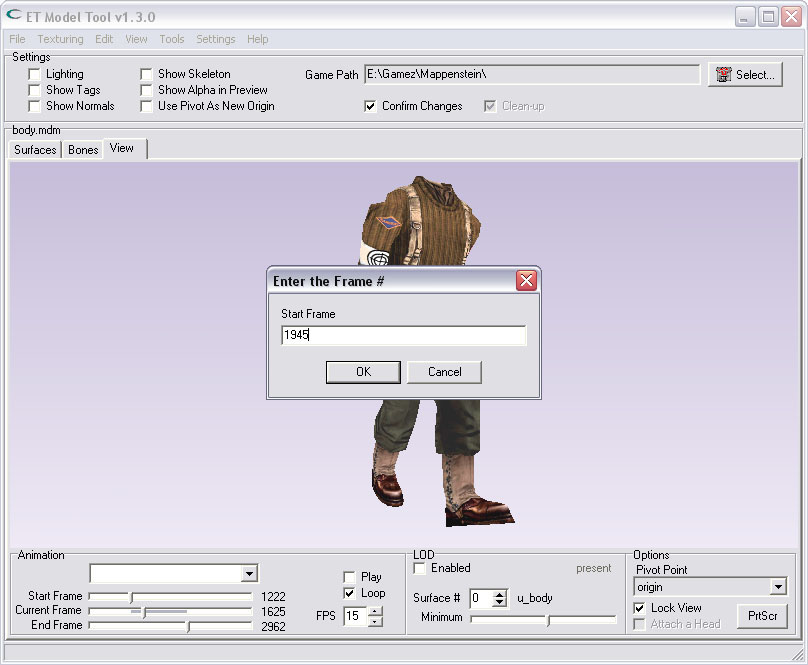 ET Model Tool v1.3.0
File Texturing Edit View Tools Settings Help
Settings
Lighting Show Skeleton Game Path E:\Gamez\Mappenstein\ Select...
Show Tags Show Alpha in Preview
Show Normals Use Pivot As New Origin Confirm Changes Clean-up
body.mdm
Surfaces Bones View
Enter the Frame #
Start Frame
1945
OK Cancel
Animation LOD Options
Enabled present Pivot Point
Play origin
Start Frame 1222 Loop Surface # 0 u_body Lock View
Current Frame 1625 FPS 15 Minimum PrtScr
End Frame 2962 Attach a Head